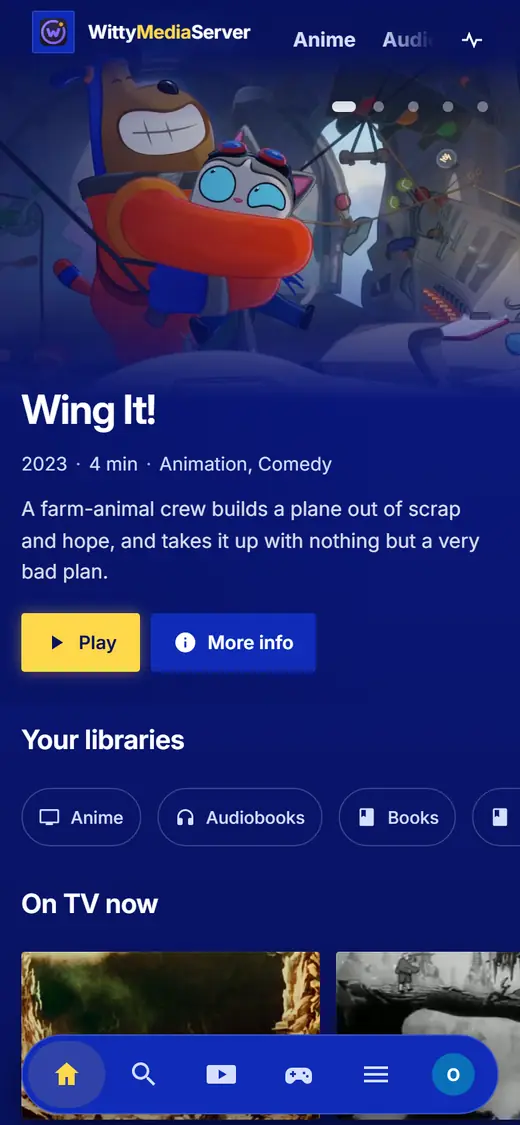 WittyMediaServer
Anime
Wing It!
2023 · 4 min · Animation, Comedy
A farm-animal crew builds a plane out of scrap
and hope, and takes it up with nothing but a very
bad plan.
Play
More info
Your libraries
Anime
Audiobooks
Books
On TV now
O